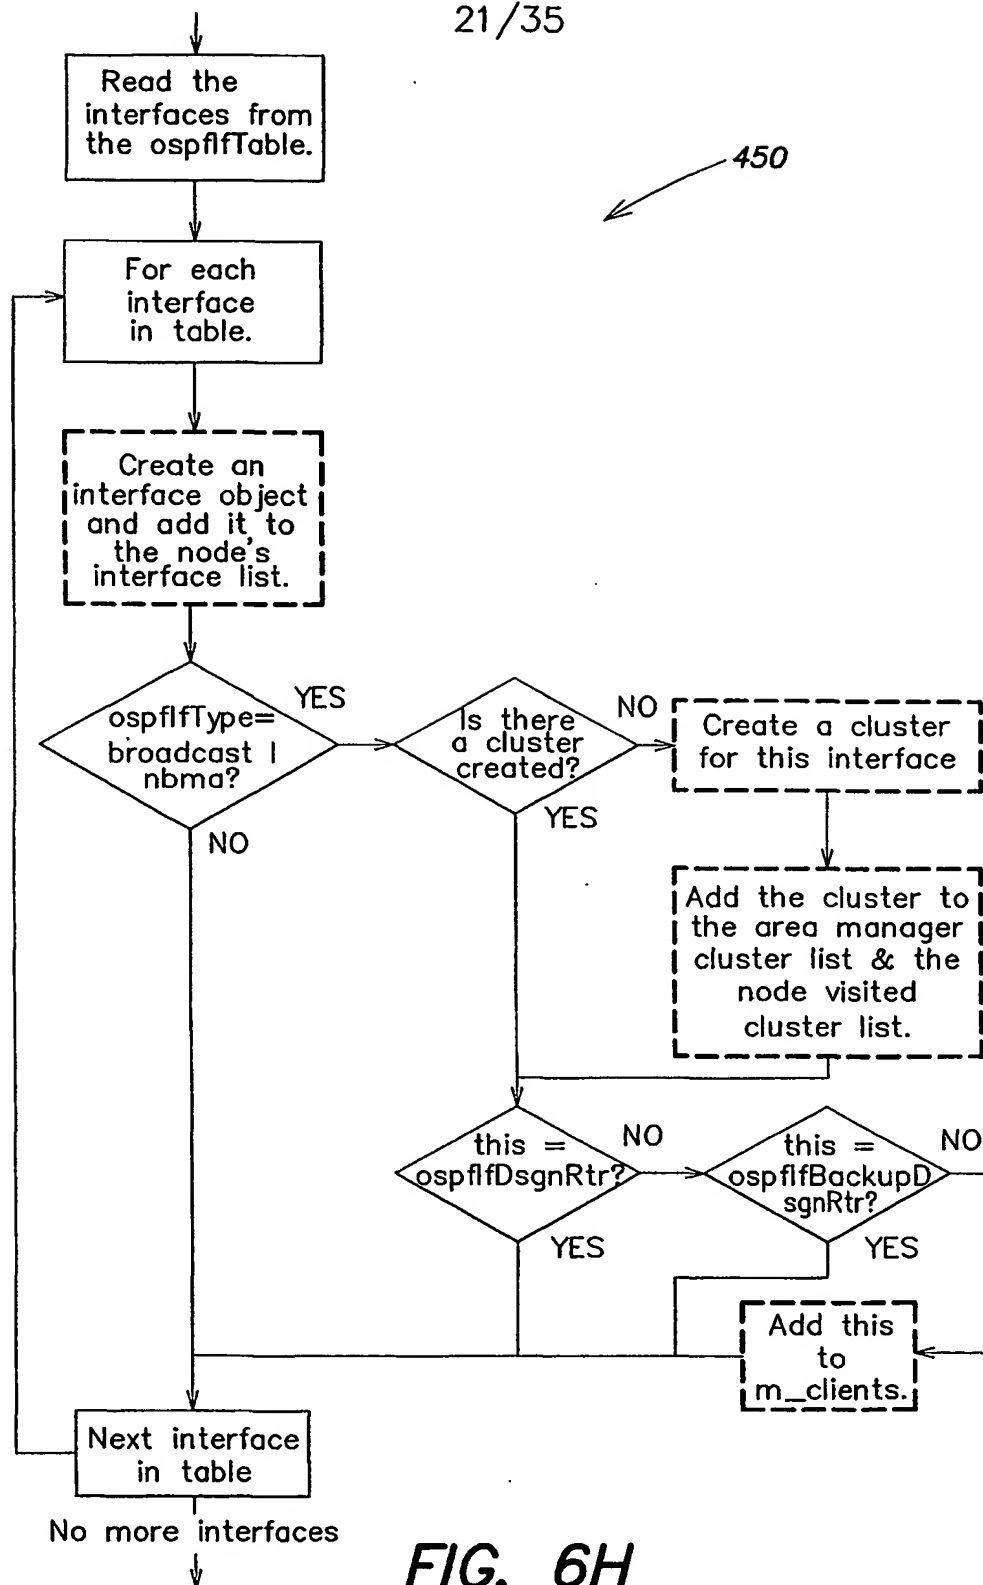 21/35
Read the
interfaces from
the ospfIfTable.
450
For each
interface
in table.
Create an
interface object
and add it to
the node's
interface list.
ospfIfType=
broadcast |
nbma?
YES
NO
Is there
a cluster
created?
NO
YES
Create a cluster
for this interface
Add the cluster to
the area manager
cluster list & the
node visited
cluster list.
this =
ospfIfDsgnRtr?
NO
YES
this =
ospfIfBackupD
sgnRtr?
NO
YES
Add this
to
m_clients.
Next interface
in table
No more interfaces
FIG. 6H